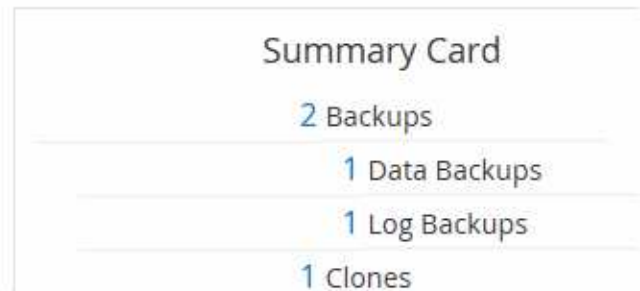 Summary Card
2 Backups
1 Data Backups
1 Log Backups
1 Clones